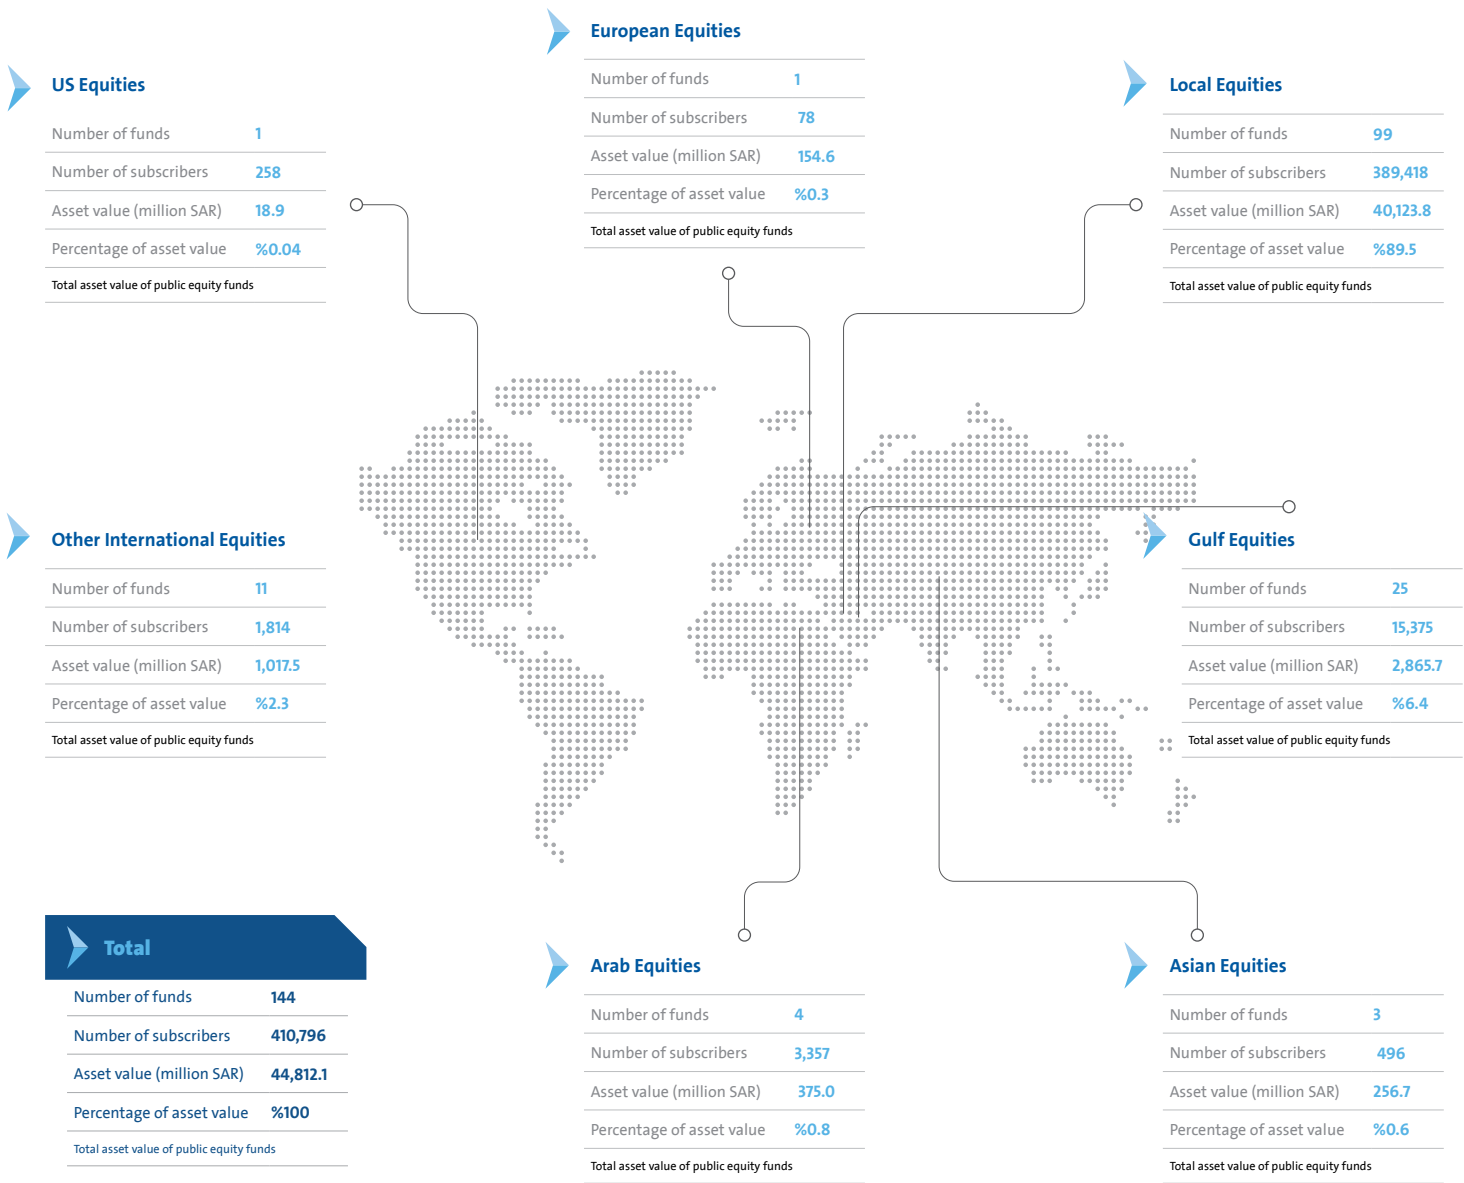 European Equities
Number of funds 1
Number of subscribers 78
Asset value (million SAR) 154.6
Percentage of asset value %0.3
Total asset value of public equity funds
US Equities
Number of funds 1
Number of subscribers 258
Asset value (million SAR) 18.9
Percentage of asset value %0.04
Total asset value of public equity funds
Local Equities
Number of funds 99
Number of subscribers 389,418
Asset value (million SAR) 40,123.8
Percentage of asset value %89.5
Total asset value of public equity funds
Other International Equities
Number of funds 11
Number of subscribers 1,814
Asset value (million SAR) 1,017.5
Percentage of asset value %2.3
Total asset value of public equity funds
Gulf Equities
Number of funds 25
Number of subscribers 15,375
Asset value (million SAR) 2,865.7
Percentage of asset value %6.4
Total asset value of public equity funds
Total
Number of funds 144
Number of subscribers 410,796
Asset value (million SAR) 44,812.1
Percentage of asset value %100
Total asset value of public equity funds
Arab Equities
Number of funds 4
Number of subscribers 3,357
Asset value (million SAR) 375.0
Percentage of asset value %0.8
Total asset value of public equity funds
Asian Equities
Number of funds 3
Number of subscribers 496
Asset value (million SAR) 256.7
Percentage of asset value %0.6
Total asset value of public equity funds